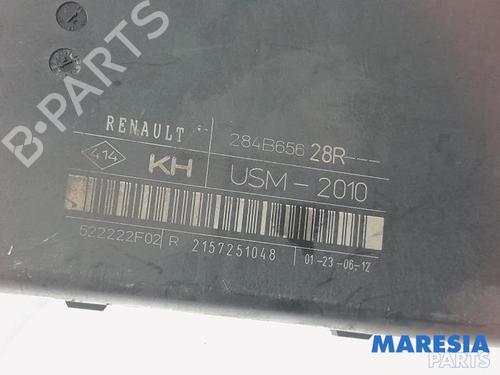 B-PARTS
RENAULT
284B656 28R---
414
KH
USM-2010
522222F02 R 2157251048 01-23-06-12
MARESIA
PARTS